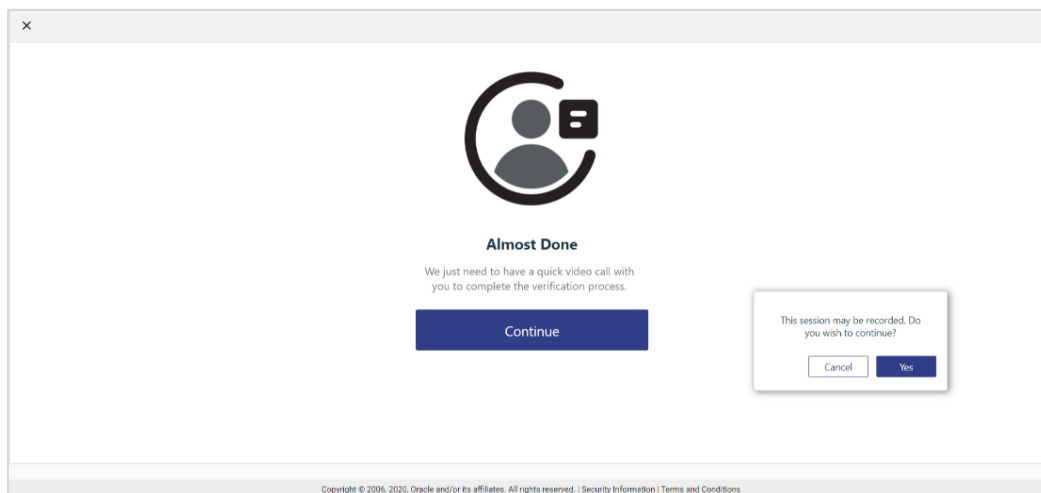 Almost Done
We just need to have a quick video call with
you to complete the verification process.
Continue
This session may be recorded. Do
you wish to continue?
Cancel
Yes
Copyright © 2006, 2020, Oracle and/or its affiliates. All rights reserved. | Security Information | Terms and Conditions